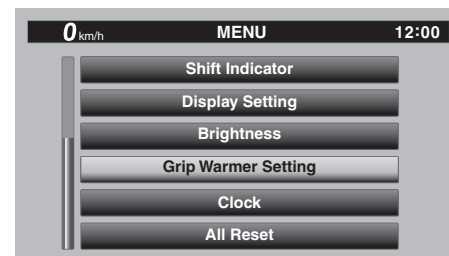 0 km/h MENU 12:00
Shift Indicator
Display Setting
Brightness
Grip Warmer Setting
Clock
All Reset